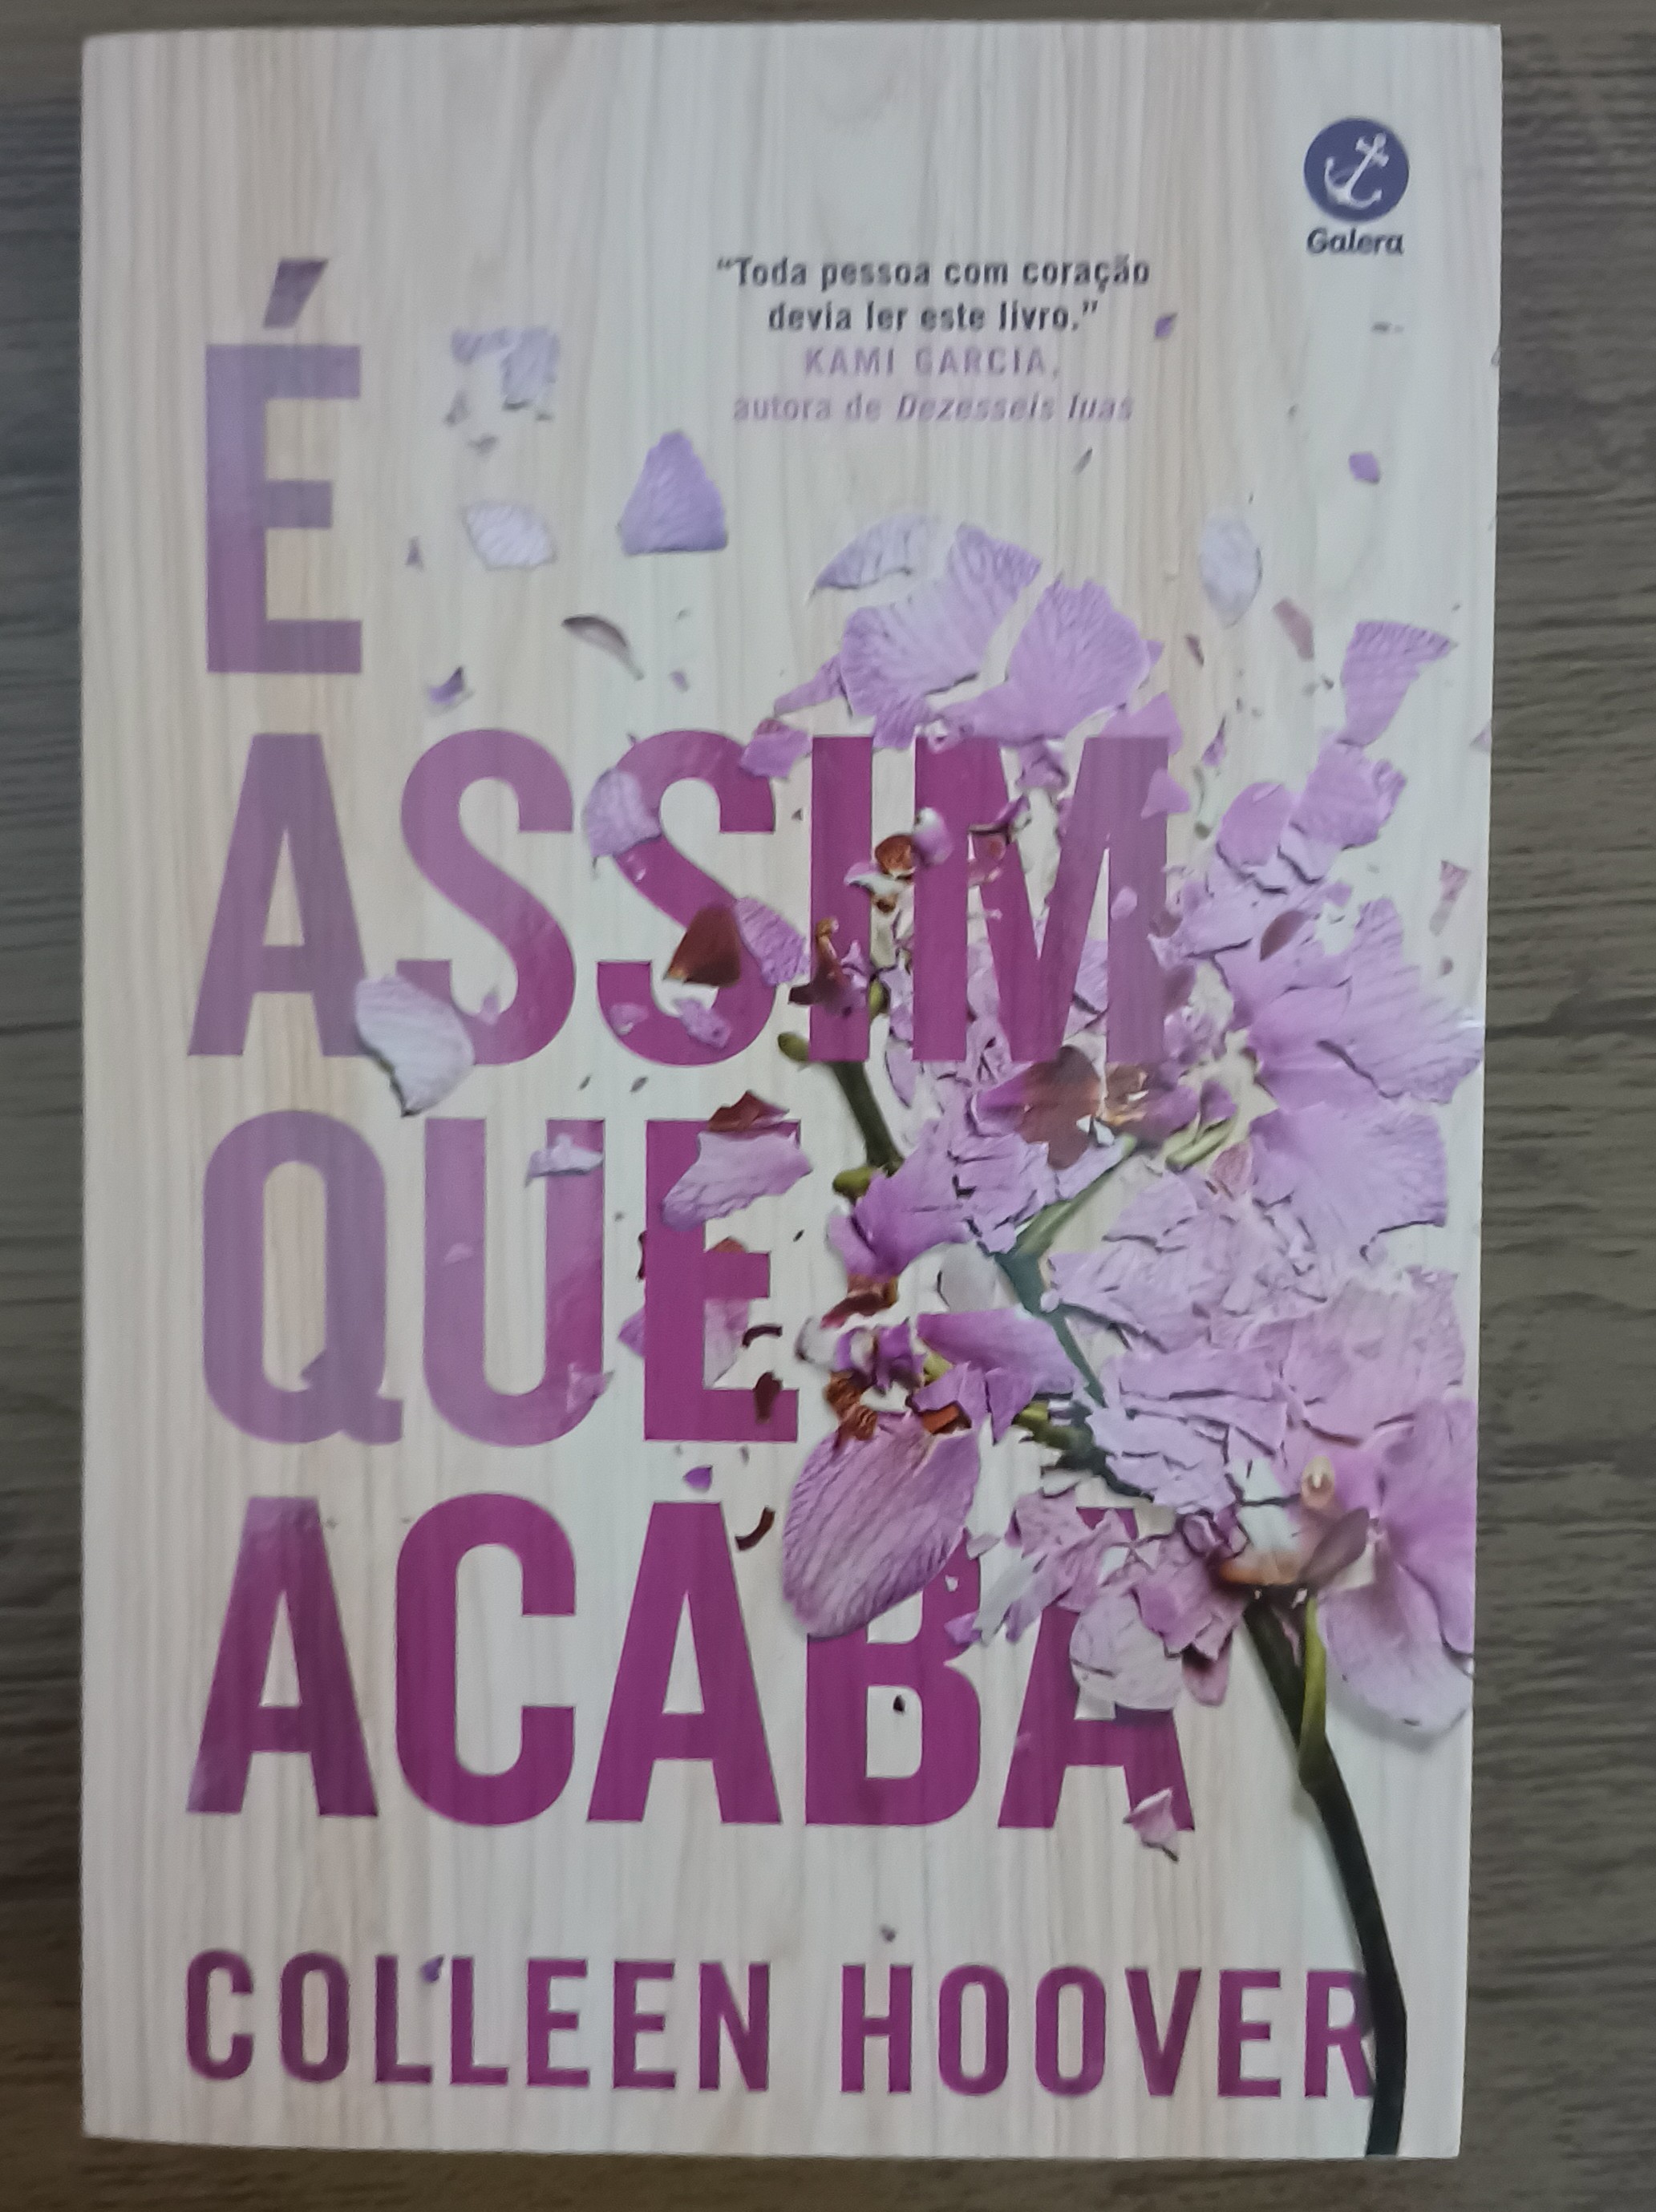 Galera
“Toda pessoa com coração
devia ler este livro.”
KAMI GARCIA,
autora de Dezesseis luas
É
ASSIM
QUE
ACABA
COLLEEN HOOVER